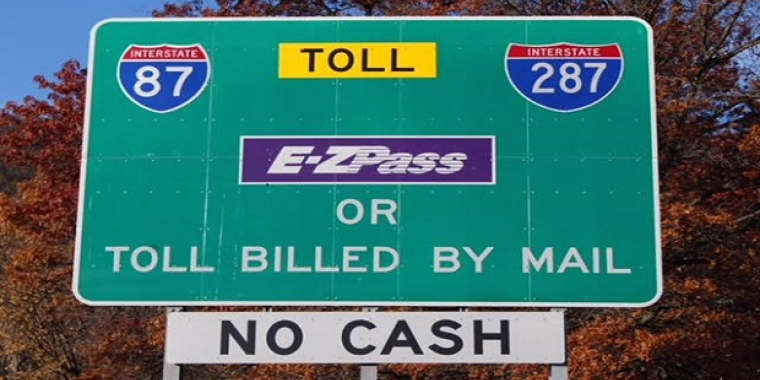 INTERSTATE 87 TOLL INTERSTATE 287
E-ZPass
OR
TOLL BILLED BY MAIL
NO CASH